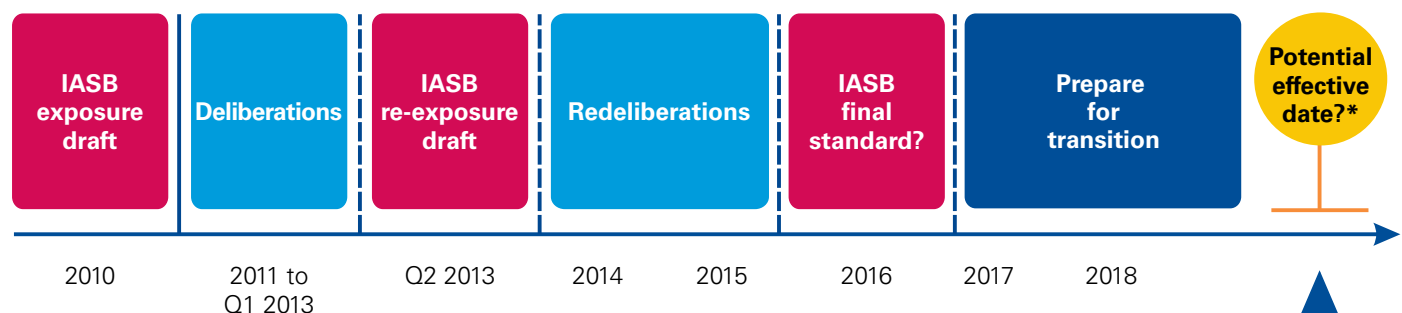 IASB
exposure
draft
Deliberations
IASB
re-exposure
draft
Redeliberations
IASB
final
standard?
Prepare
for
transition
Potential
effective
date?*
2010
2011 to
Q1 2013
Q2 2013
2014
2015
2016
2017
2018